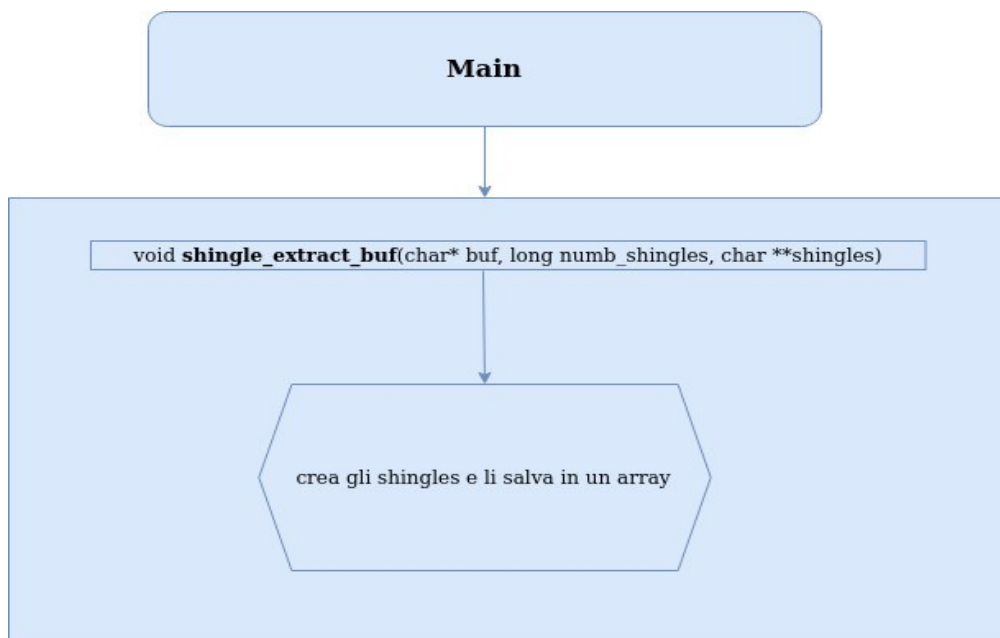 Main
void shingle_extract_buf(char* buf, long numb_shingles, char **shingles)
crea gli shingles e li salva in un array